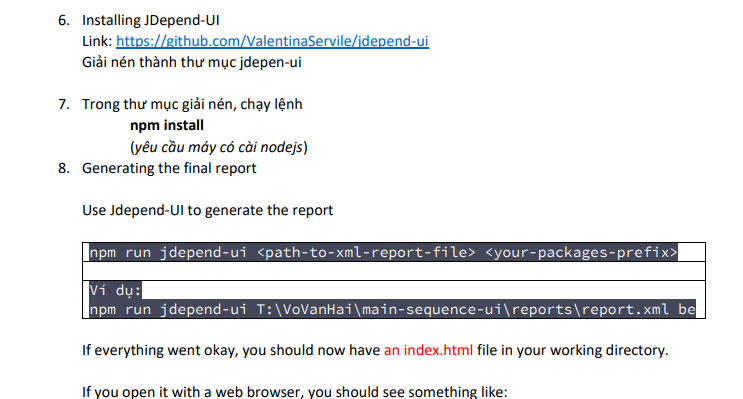 6. Installing JDepend-UI
Link: https://github.com/ValentinaServile/jdepend-ui
Giải nén thành thư mục jdepen-ui
7. Trong thư mục giải nén, chạy lệnh
npm install
(yêu cầu máy có cài nodejs)
8. Generating the final report
Use Jdepend-UI to generate the report
npm run jdepend-ui <path-to-xml-report-file> <your-packages-prefix>
Ví dụ:
npm run jdepend-ui T:\VoVanHai\main-sequence-ui\reports\report.xml be
If everything went okay, you should now have an index.html file in your working directory.
If you open it with a web browser, you should see something like: